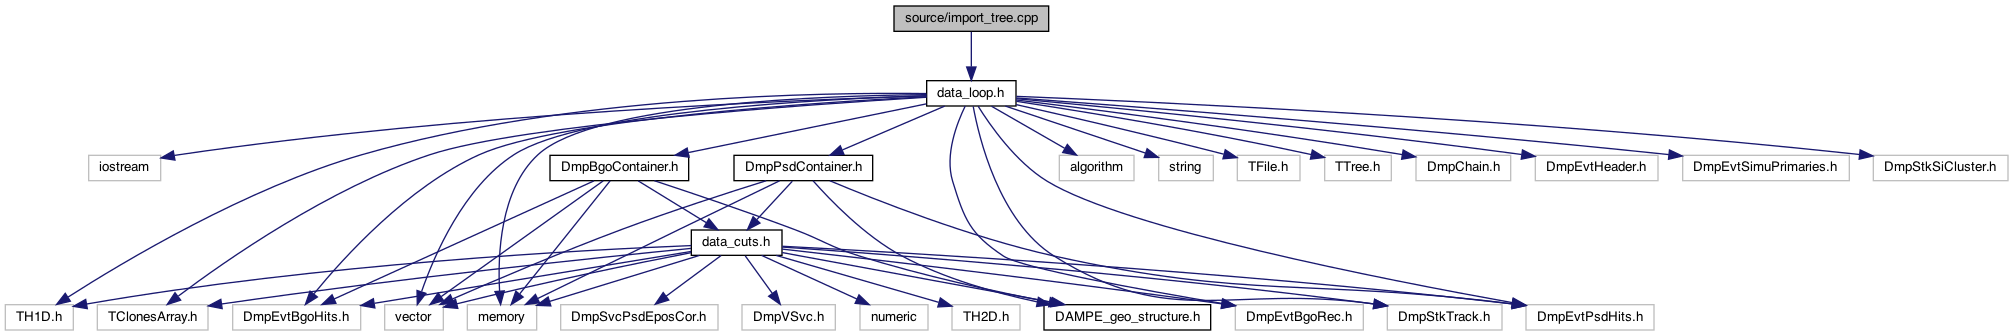 source/import_tree.cpp
data_loop.h
iostream
DmpBgoContainer.h
DmpPsdContainer.h
algorithm
string
TFile.h
TTree.h
DmpChain.h
DmpEvtHeader.h
DmpEvtSimuPrimaries.h
DmpStkSiCluster.h
data_cuts.h
TH1D.h
TClonesArray.h
DmpEvtBgoHits.h
vector
memory
DmpSvcPsdEposCor.h
DmpVSvc.h
numeric
TH2D.h
DAMPE_geo_structure.h
DmpEvtBgoRec.h
DmpStkTrack.h
DmpEvtPsdHits.h